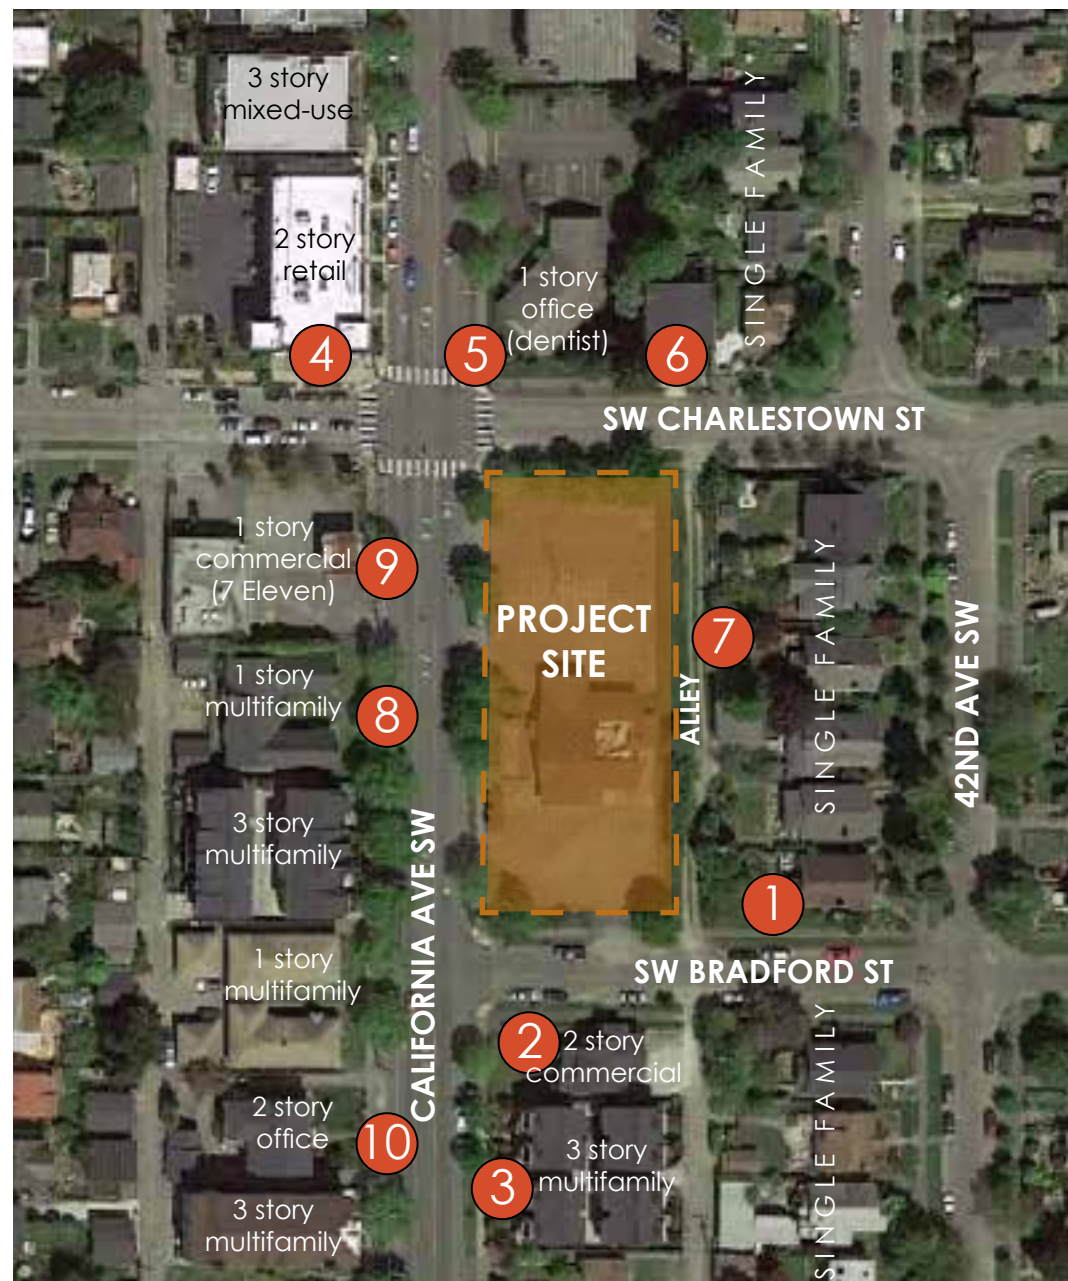 3 story
mixed-use
2 story
retail
1 story
office
(dentist)
SINGLE FAMILY
4
5
6
SW CHARLESTOWN ST
1 story
commercial
(7 Eleven)
9
PROJECT
SITE
7
ALLEY
SINGLE FAMILY
42ND AVE SW
1 story
multifamily
8
3 story
multifamily
CALIFORNIA AVE SW
1
1 story
multifamily
SW BRADFORD ST
2
2 story
commercial
SINGLE FAMILY
2 story
office
10
3
3 story
multifamily
3 story
multifamily